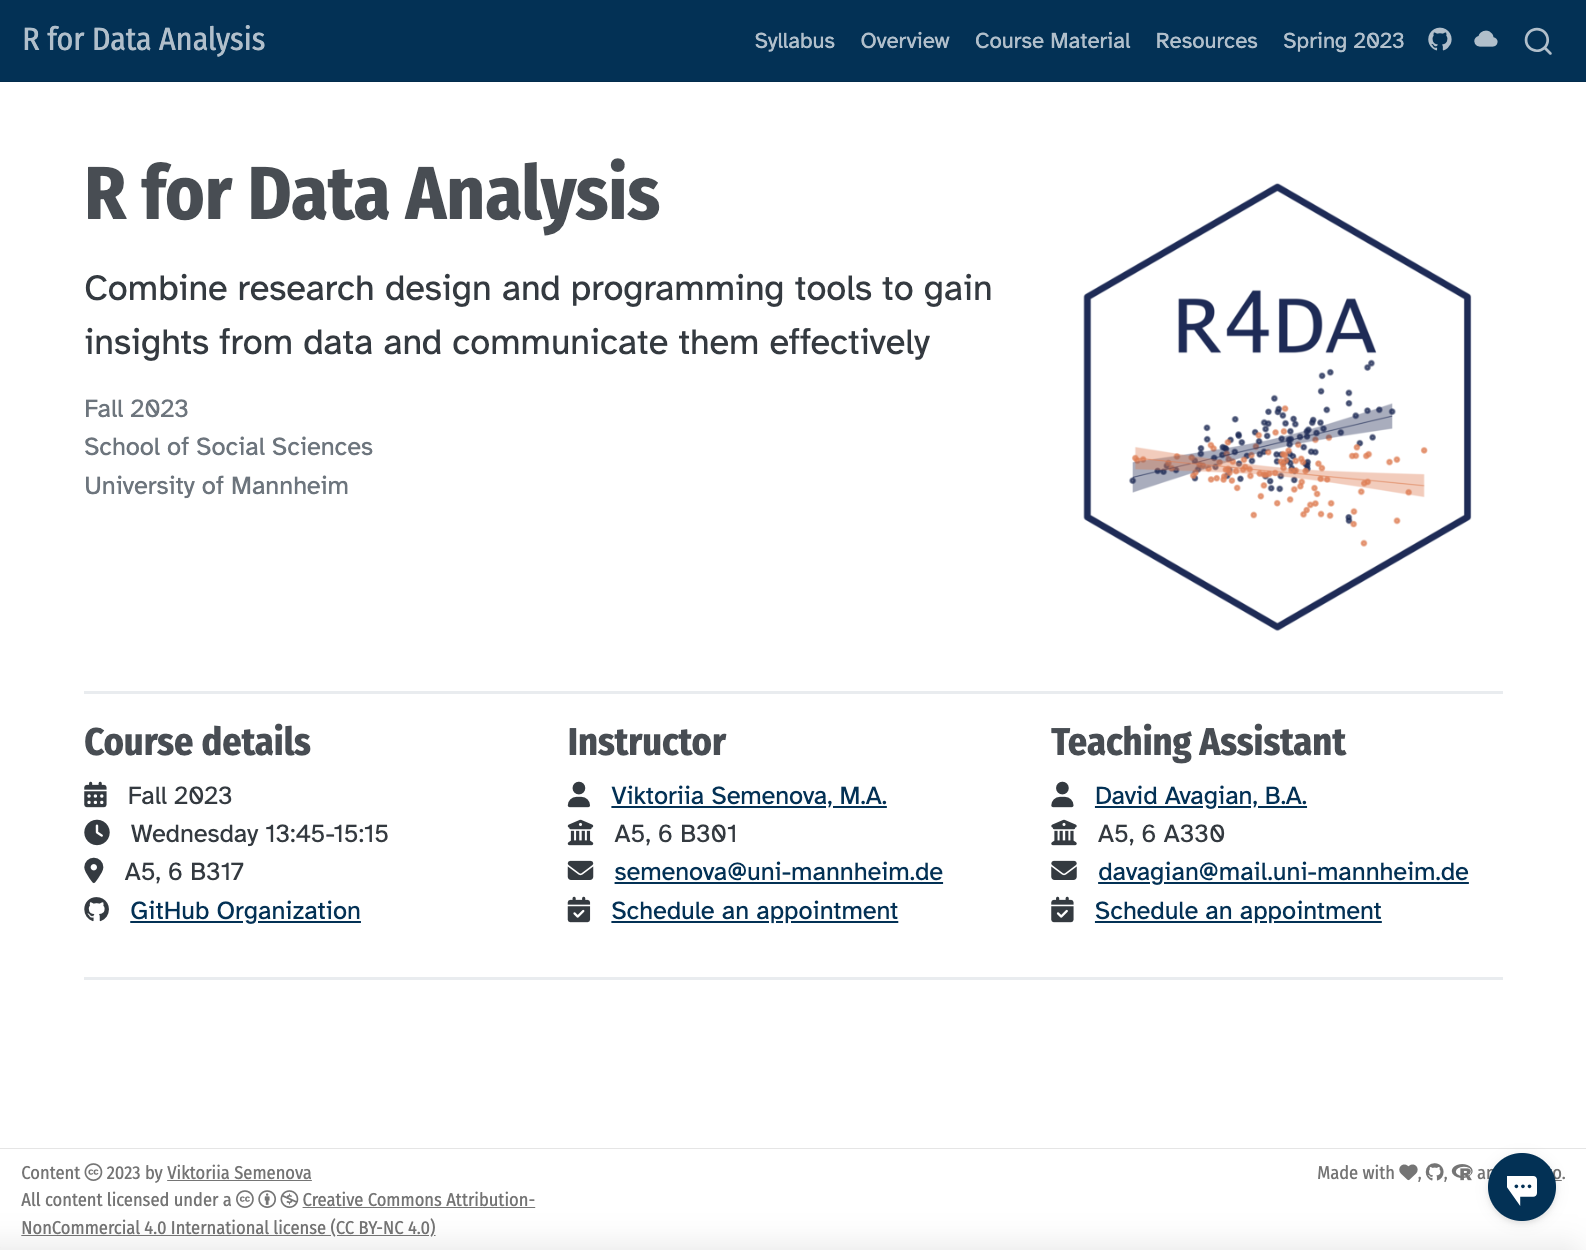 R for Data Analysis
Syllabus Overview Course Material Resources Spring 2023
R for Data Analysis
Combine research design and programming tools to gain
insights from data and communicate them effectively
Fall 2023
School of Social Sciences
University of Mannheim
R4DA
Course details
Fall 2023
Wednesday 13:45-15:15
A5, 6 B317
GitHub Organization
Instructor
Viktoriia Semenova, M.A.
A5, 6 B301
semenova@uni-mannheim.de
Schedule an appointment
Teaching Assistant
David Avagian, B.A.
A5, 6 A330
davagian@mail.uni-mannheim.de
Schedule an appointment
Content 2023 by Viktoriia Semenova
All content licensed under a Creative Commons Attribution-
NonCommercial 4.0 International license (CC BY-NC 4.0)
Made with , ,